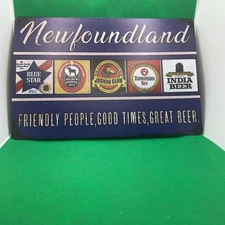 Newfoundland
BLUE STAR
JOCKEY CLUB
Dominion Ale
INDIA BEER
FRIENDLY PEOPLE,GOOD TIMES,GREAT BEER.